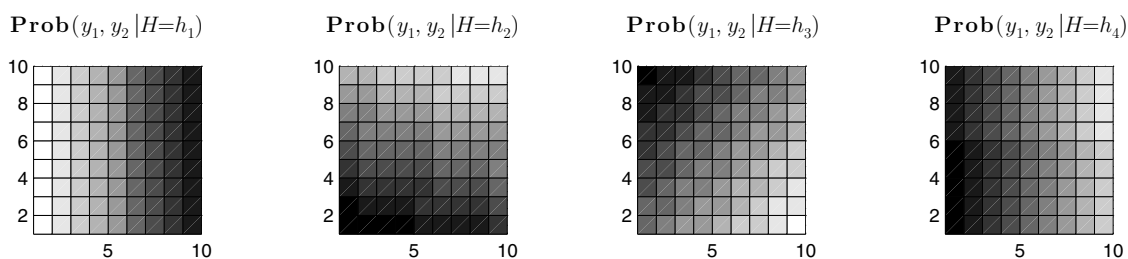 Prob(y₁, y₂ |H=h₁) Prob(y₁, y₂ |H=h₂) Prob(y₁, y₂ |H=h₃) Prob(y₁, y₂ |H=h₄)
10 10 10 10
8 8 8 8
6 6 6 6
4 4 4 4
2 2 2 2
5 10 5 10 5 10 5 10